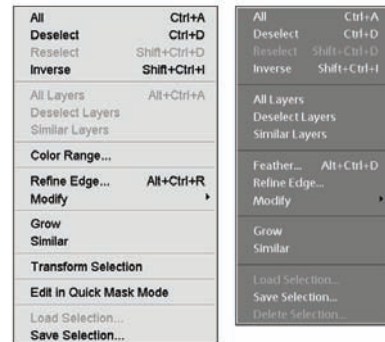 All Ctrl+A
Deselect Ctrl+D
Reselect Shift+Ctrl+D
Inverse Shift+Ctrl+I
All Layers Alt+Ctrl+A
Deselect Layers
Similar Layers
Color Range...
Refine Edge... Alt+Ctrl+R
Modify
Grow
Similar
Transform Selection
Edit in Quick Mask Mode
Load Selection...
Save Selection...
All Ctrl+A
Deselect Ctrl+D
Reselect Shift+Ctrl+D
Inverse Shift+Ctrl+I
All Layers
Deselect Layers
Similar Layers
Feather... Alt+Ctrl+D
Refine Edge...
Modify
Grow
Similar
Load Selection...
Save Selection...
Delete Selection...